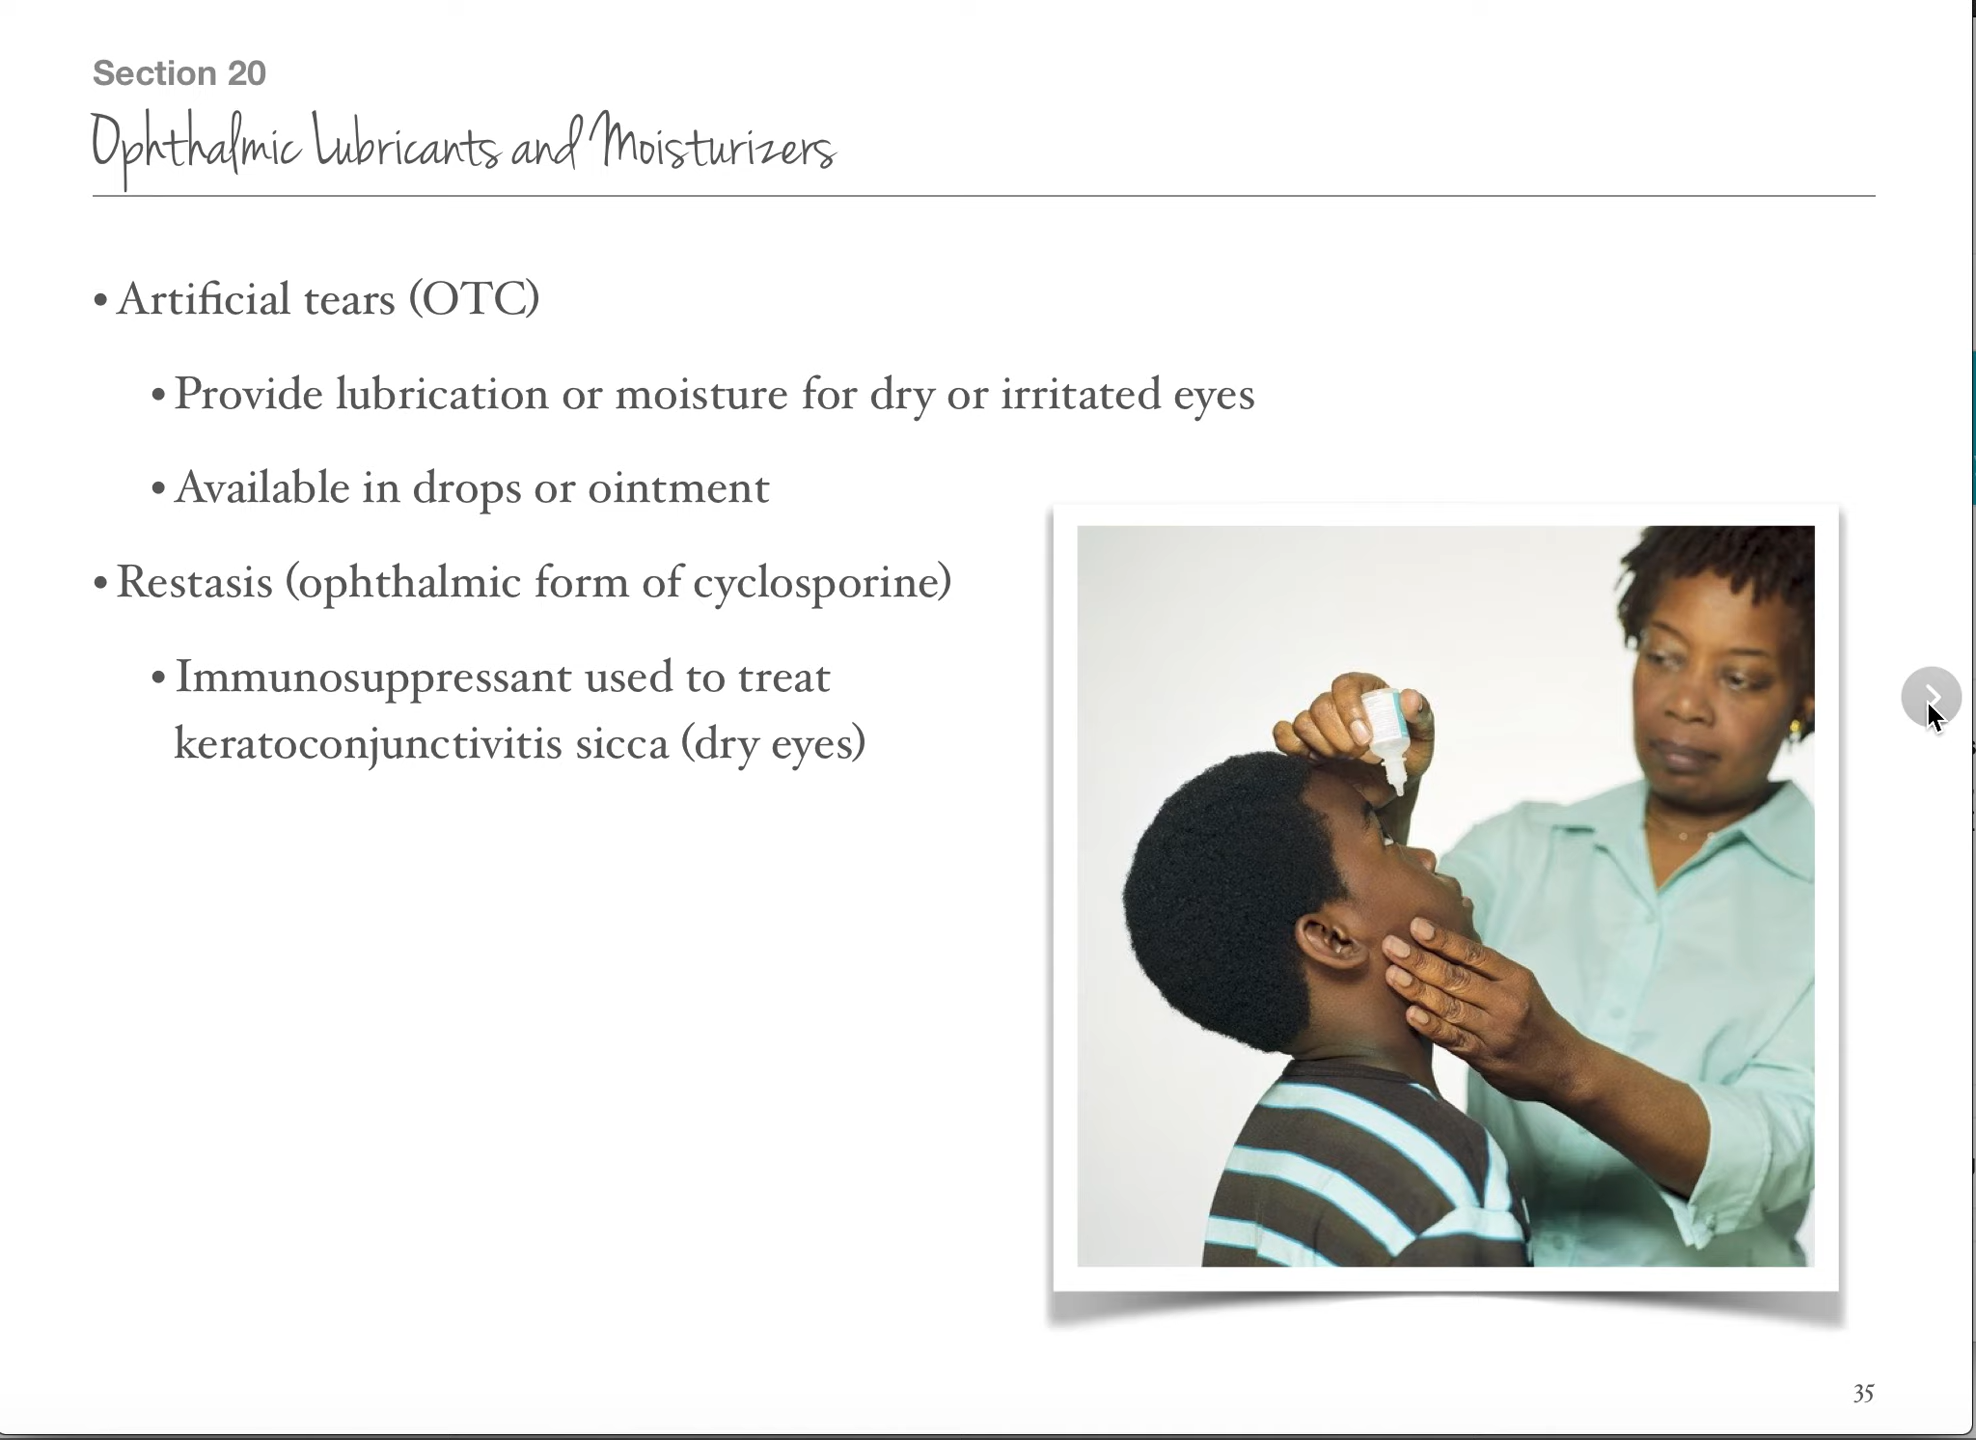 Section 20
Ophthalmic Lubricants and Moisturizers
• Artificial tears (OTC)
• Provide lubrication or moisture for dry or irritated eyes
• Available in drops or ointment
• Restasis (ophthalmic form of cyclosporine)
• Immunosuppressant used to treat
keratoconjunctivitis sicca (dry eyes)
35